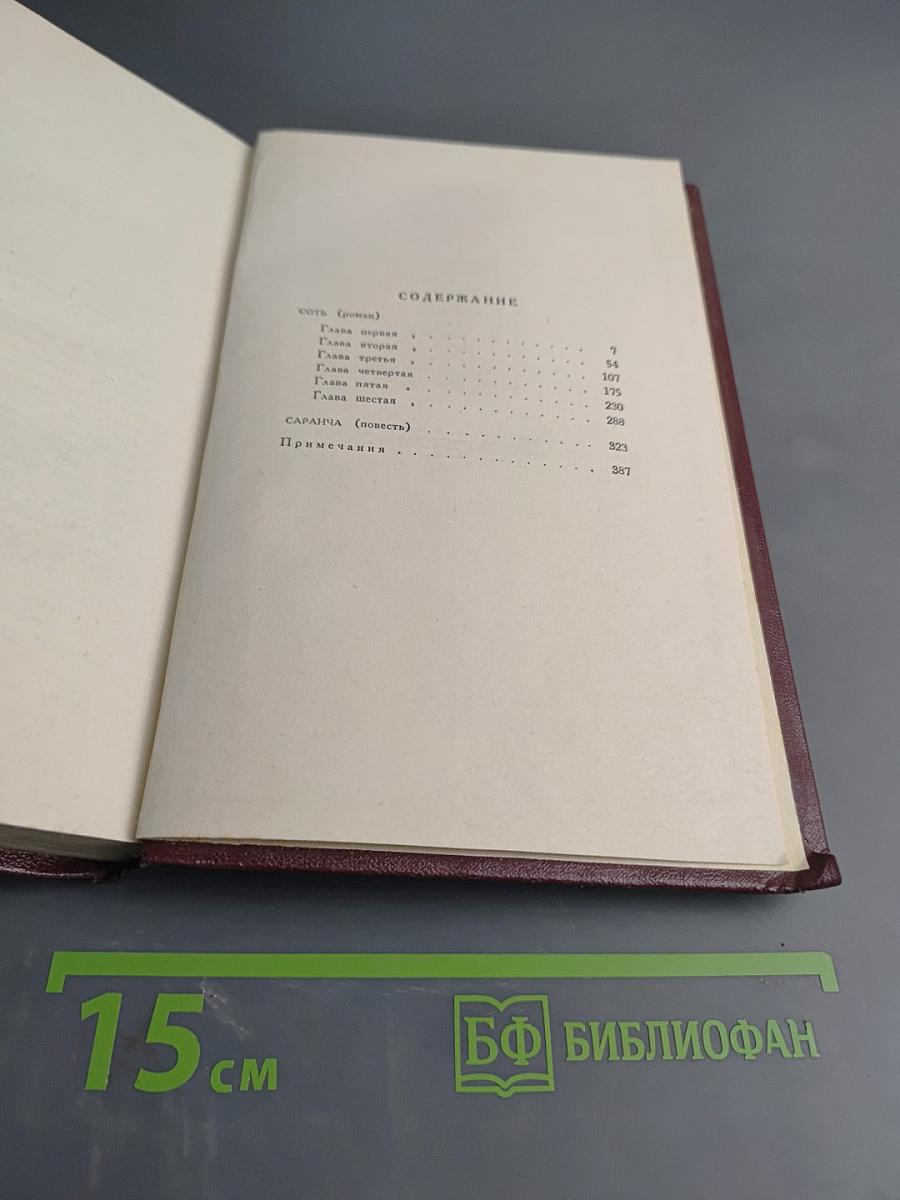 СОДЕРЖАНИЕ
СОТЬ (роман)
Глава первая . . . . . . . . . . . 7
Глава вторая . . . . . . . . . . . 54
Глава третья . . . . . . . . . . . 107
Глава четвертая . . . . . . . . . . 175
Глава пятая . . . . . . . . . . . 230
Глава шестая . . . . . . . . . . . 288
САРАНЧА (повесть) . . . . . . . . . . 323
Примечания . . . . . . . . . . . . 387
15 см
БФ БИБЛИОФАН